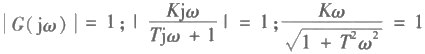 |G(jω)| = 1; |Kjω/(Tjω + 1)| = 1; Kω/√(1 + T²ω²) = 1